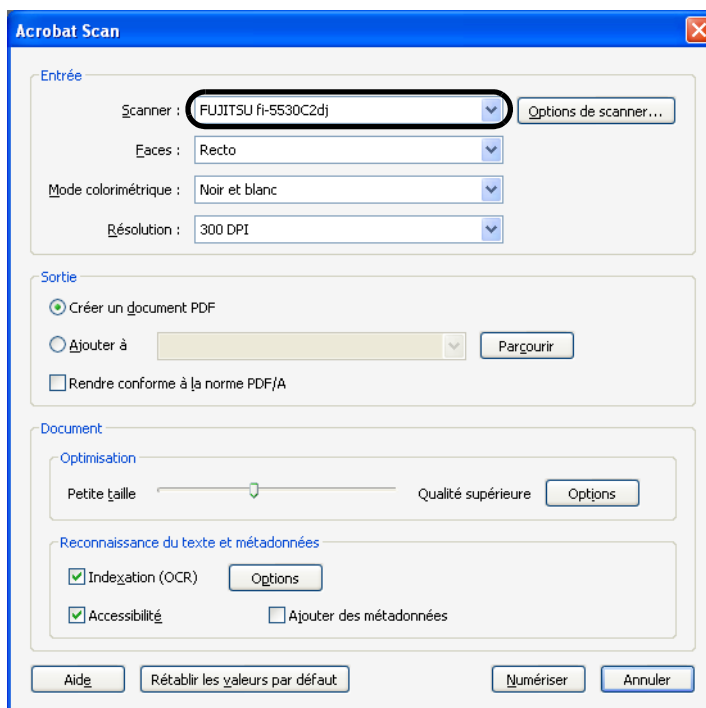 Acrobat Scan
Entrée
Scanner : FUJITSU fi-5530C2dj Options de scanner...
Faces : Recto
Mode colorimétrique : Noir et blanc
Résolution : 300 DPI
Sortie
Créer un document PDF
Ajouter à Parcourir
Rendre conforme à la norme PDF/A
Document
Optimisation
Petite taille Qualité supérieure Options
Reconnaissance du texte et métadonnées
Indexation (OCR) Options
Accessibilité Ajouter des métadonnées
Aide Rétablir les valeurs par défaut Numériser Annuler